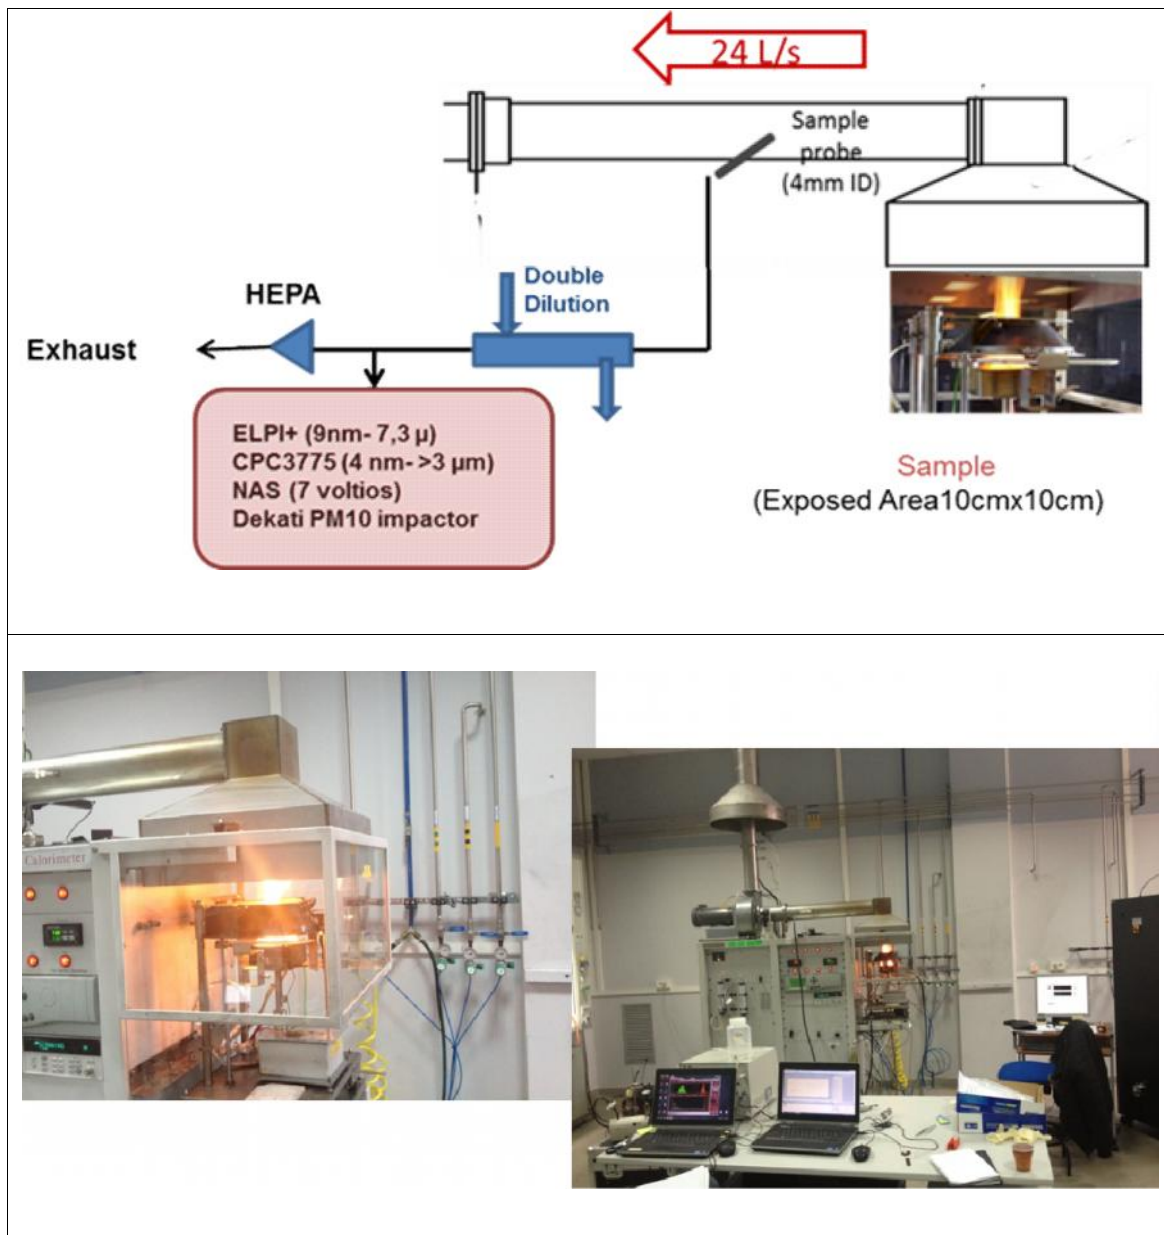 24 L/s
Sample
probe
(4mm ID)
Double
Dilution
HEPA
Exhaust
ELPI+ (9nm- 7,3 µ)
CPC3775 (4 nm- >3 µm)
NAS (7 voltios)
Dekati PM10 impactor
Sample
(Exposed Area10cmx10cm)
Calorimeter